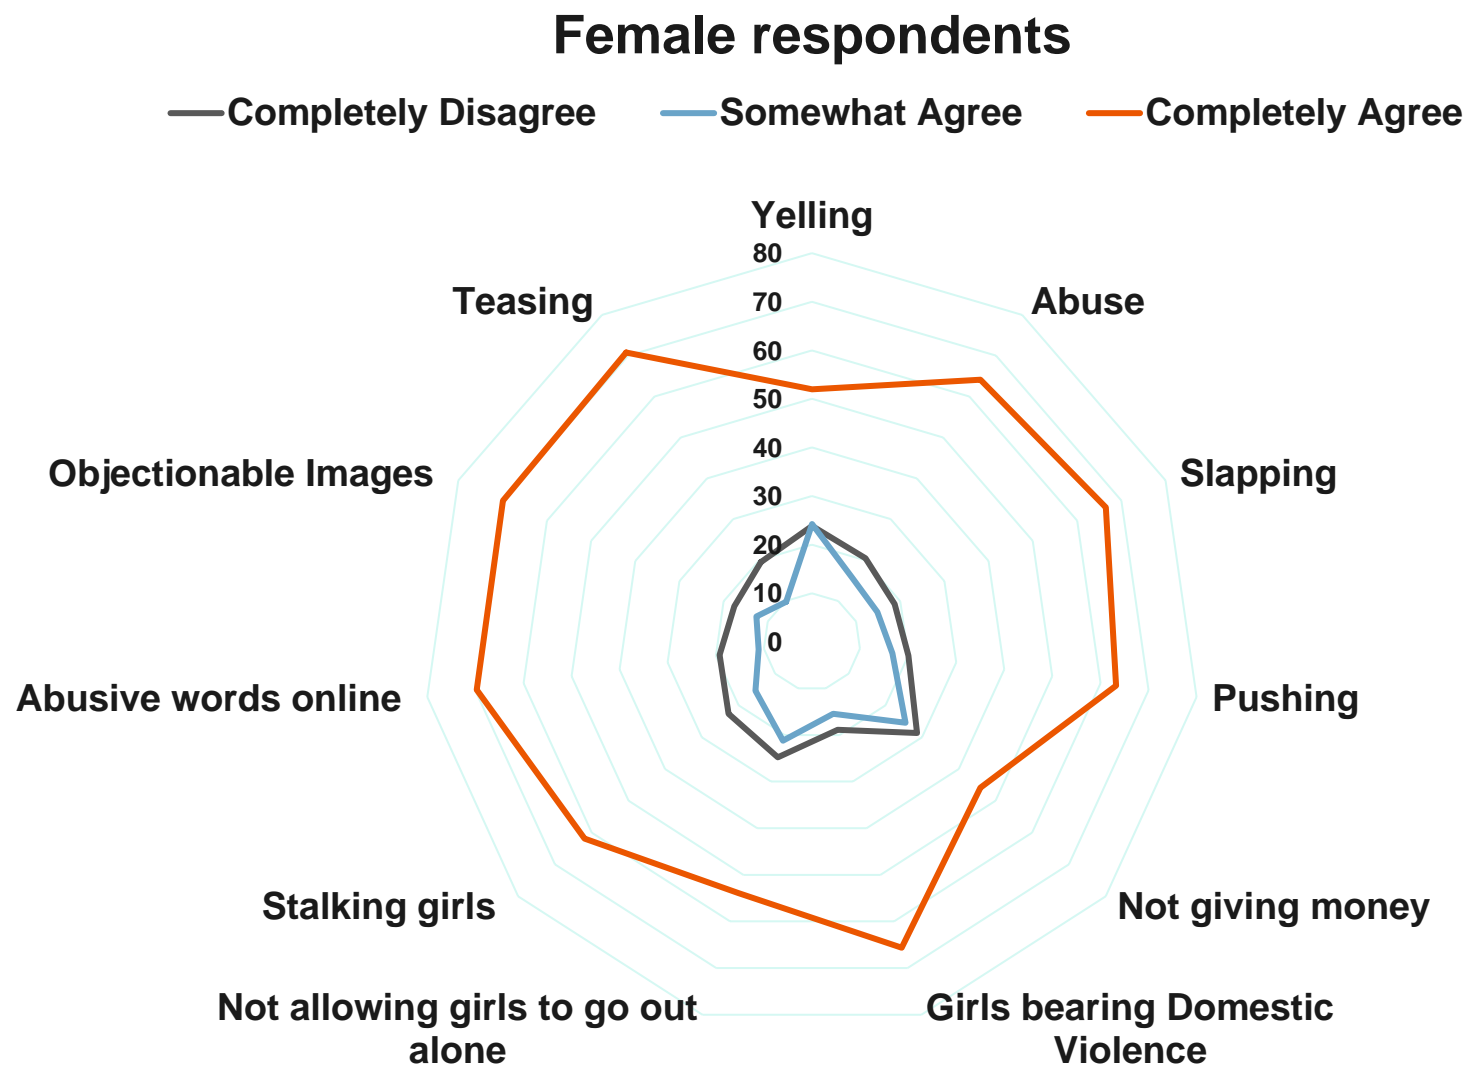 Female respondents
Completely Disagree
Somewhat Agree
Completely Agree
Yelling
80
70
60
50
40
30
20
10
0
Abuse
Slapping
Pushing
Not giving money
Girls bearing Domestic
Violence
Not allowing girls to go out
alone
Stalking girls
Abusive words online
Objectionable Images
Teasing